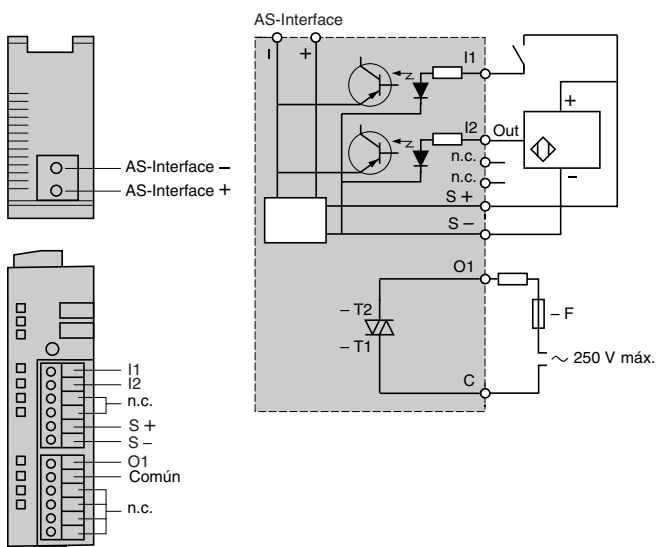 AS-Interface
I +
AS-Interface –
AS-Interface +
I1
I2
Out
n.c.
n.c.
S +
S –
+
–
O1
– T2
– T1
– F
~ 250 V máx.
C
I1
I2
n.c.
S +
S –
O1
Común
n.c.